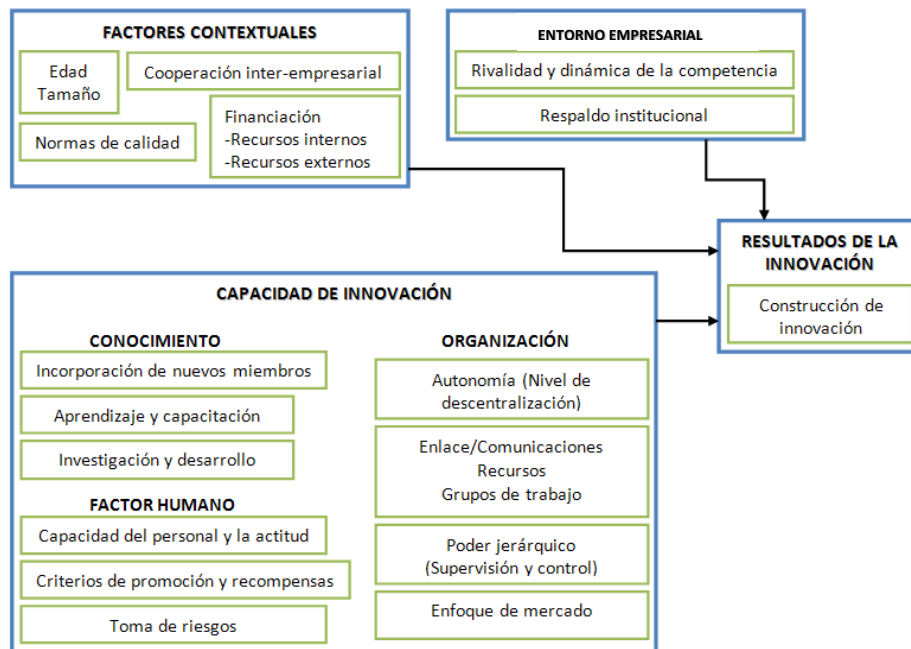 FACTORES CONTEXTUALES
Edad
Tamaño
Cooperación inter-empresarial
Normas de calidad
Financiación
-Recursos internos
-Recursos externos
ENTORNO EMPRESARIAL
Rivalidad y dinámica de la competencia
Respaldo institucional
RESULTADOS DE LA
INNOVACIÓN
Construcción de
innovación
CAPACIDAD DE INNOVACIÓN
CONOCIMIENTO
Incorporación de nuevos miembros
Aprendizaje y capacitación
Investigación y desarrollo
FACTOR HUMANO
Capacidad del personal y la actitud
Criterios de promoción y recompensas
Toma de riesgos
ORGANIZACIÓN
Autonomía (Nivel de
descentralización)
Enlace/Comunicaciones
Recursos
Grupos de trabajo
Poder jerárquico
(Supervisión y control)
Enfoque de mercado